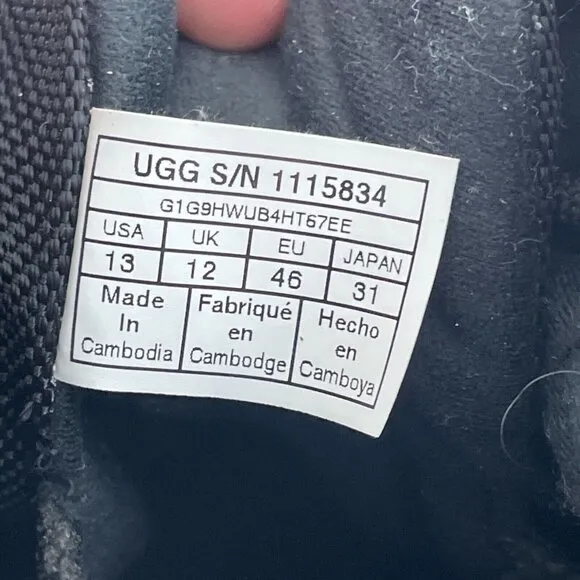 UGG S/N 1115834
G1G9HWUB4HT67EE
USA UK EU JAPAN
13 12 46 31
Made Fabriqué Hecho
In en en
Cambodia Cambodge Camboya